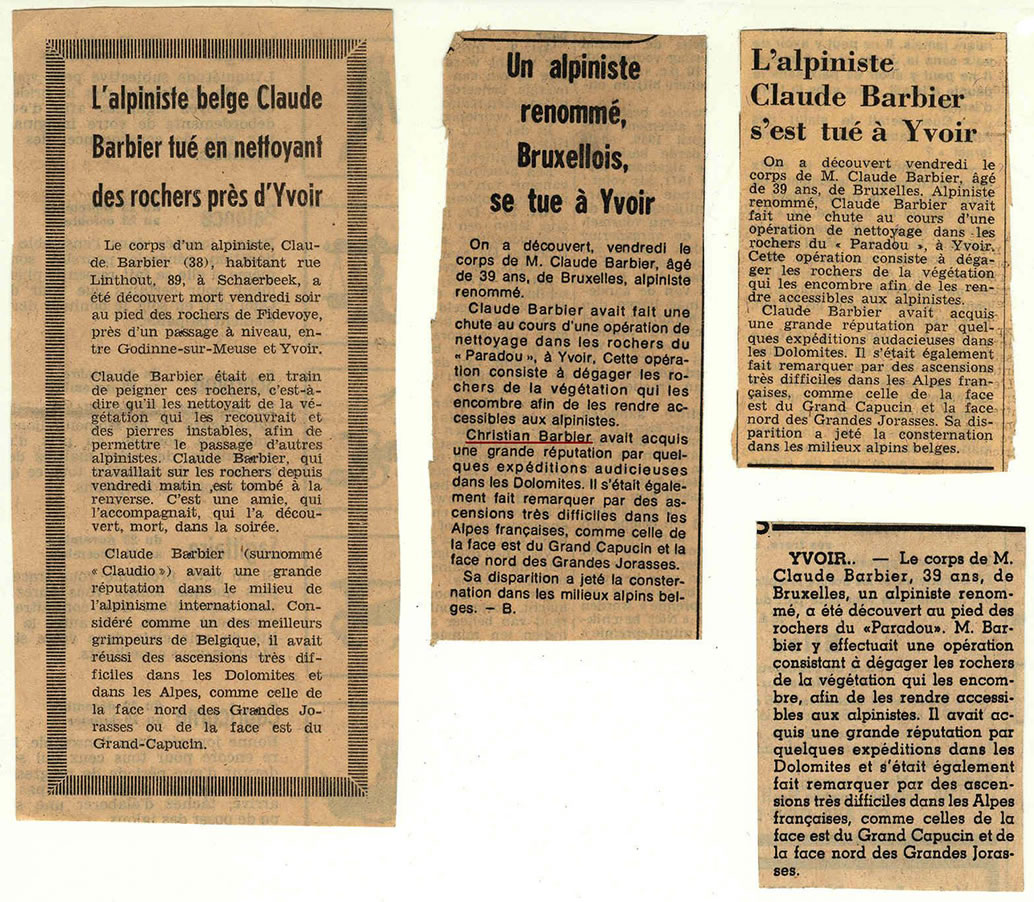 L'alpiniste belge Claude
Barbier tué en nettoyant
des rochers près d'Yvoir
Le corps d'un alpiniste, Clau-
de Barbier (38), habitant rue
Linthout, 89, à Schaerbeek, a
été découvert mort vendredi soir
au pied des rochers de Fidevoye,
près d'un passage à niveau, en-
tre Godinne-sur-Meuse et Yvoir.
Claude Barbier était en train
de peigner ces rochers, c'est-à-
dire qu'il les nettoyait de la vé-
gétation qui les recouvrait et
des pierres instables, afin de
permettre le passage d'autres
alpinistes. Claude Barbier, qui
travaillait sur les rochers depuis
vendredi matin ,est tombé à la
renverse. C'est une amie, qui
l'accompagnait, qui l'a décou-
vert, mort, dans la soirée.
Claude Barbier (surnommé
« Claudio ») avait une grande
réputation dans le milieu de
l'alpinisme international. Con-
sidéré comme un des meilleurs
grimpeurs de Belgique, il avait
réussi des ascensions très dif-
ficiles dans les Dolomites et
dans les Alpes, comme celle de
la face nord des Grandes Jo-
rasses ou de la face est du
Grand-Capucin.
Un alpiniste
renommé,
Bruxellois,
se tue à Yvoir
On a découvert, vendredi le
corps de M. Claude Barbier, âgé
de 39 ans, de Bruxelles, alpiniste
renommé.
Claude Barbier avait fait une
chute au cours d'une opération de
nettoyage dans les rochers du
« Paradou », à Yvoir, Cette opéra-
tion consiste à dégager les ro-
chers de la végétation qui les
encombre afin de les rendre ac-
cessibles aux alpinistes.
Christian Barbier avait acquis
une grande réputation par quel-
ques expéditions audicieuses
dans les Dolomites. Il s'était égale-
ment fait remarquer par des as-
censions très difficiles dans les
Alpes françaises, comme celle de
la face est du Grand Capucin et la
face nord des Grandes Jorasses.
Sa disparition a jeté la conster-
nation dans les milieux alpins bel-
ges. — B.
L'alpiniste
Claude Barbier
s'est tué à Yvoir
On a découvert vendredi le
corps de M. Claude Barbier, âgé
de 39 ans, de Bruxelles. Alpiniste
renommé, Claude Barbier avait
fait une chute au cours d'une
opération de nettoyage dans les
rochers du « Paradou », à Yvoir.
Cette opération consiste à déga-
ger les rochers de la végétation
qui les encombre afin de les ren-
dre accessibles aux alpinistes.
Claude Barbier avait acquis
une grande réputation par quel-
ques expéditions audacieuses dans
les Dolomites. Il s'était également
fait remarquer par des ascensions
très difficiles dans les Alpes fran-
çaises, comme celle de la face
est du Grand Capucin et la face
nord des Grandes Jorasses. Sa dis-
parition a jeté la consternation
dans les milieux alpins belges.
YVOIR.. — Le corps de M.
Claude Barbier, 39 ans, de
Bruxelles, un alpiniste renom-
mé, a été découvert au pied des
rochers du «Paradou». M. Bar-
bier y effectuait une opération
consistant à dégager les rochers
de la végétation qui les encom-
bre, afin de les rendre accessi-
bles aux alpinistes. Il avait ac-
quis une grande réputation par
quelques expéditions dans les
Dolomites et s'était également
fait remarquer par des ascen-
sions très difficiles dans les Alpes
françaises, comme celles de la
face est du Grand Capucin et de
la face nord des Grandes Joras-
ses.